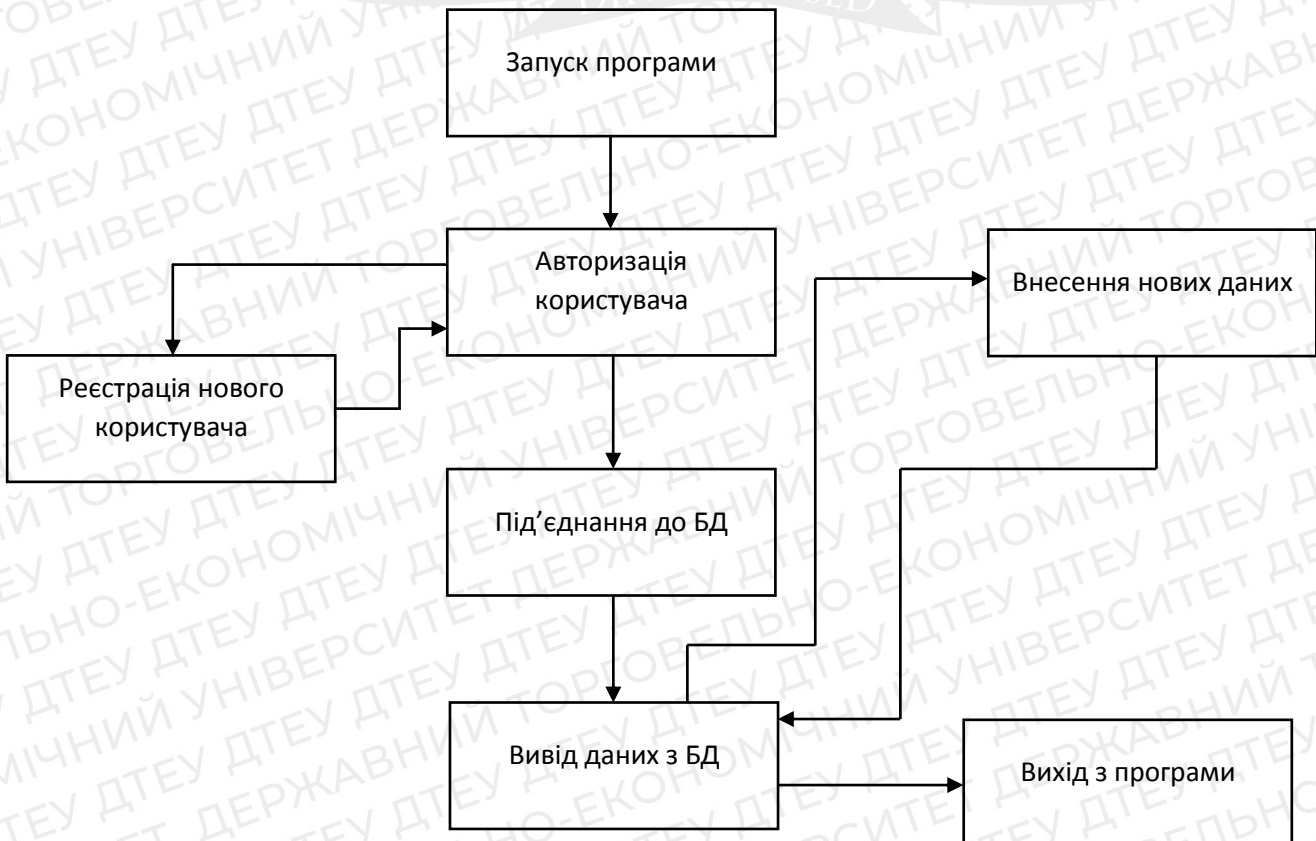 Запуск програми
Авторизація
користувача
Внесення нових даних
Реєстрація нового
користувача
Під’єднання до БД
Вивід даних з БД
Вихід з програми